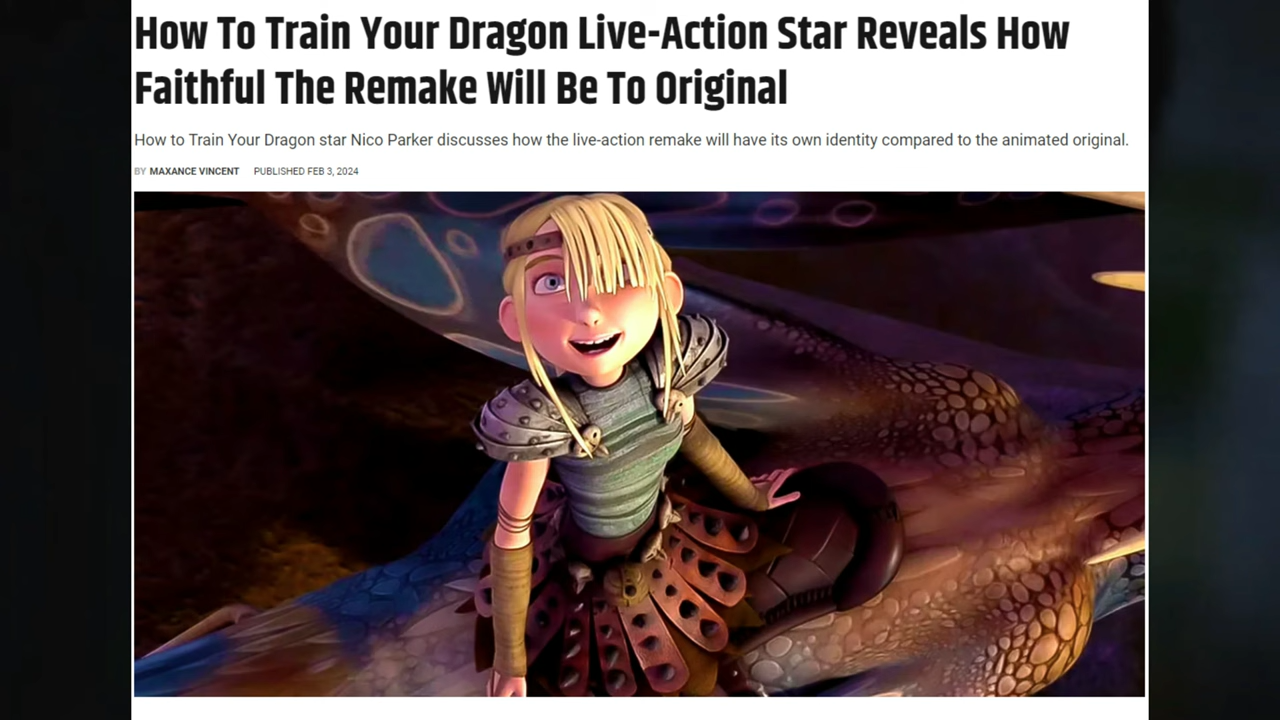 How To Train Your Dragon Live-Action Star Reveals How
Faithful The Remake Will Be To Original
How to Train Your Dragon star Nico Parker discusses how the live-action remake will have its own identity compared to the animated original.
BY MAXANCE VINCENT PUBLISHED FEB 3, 2024